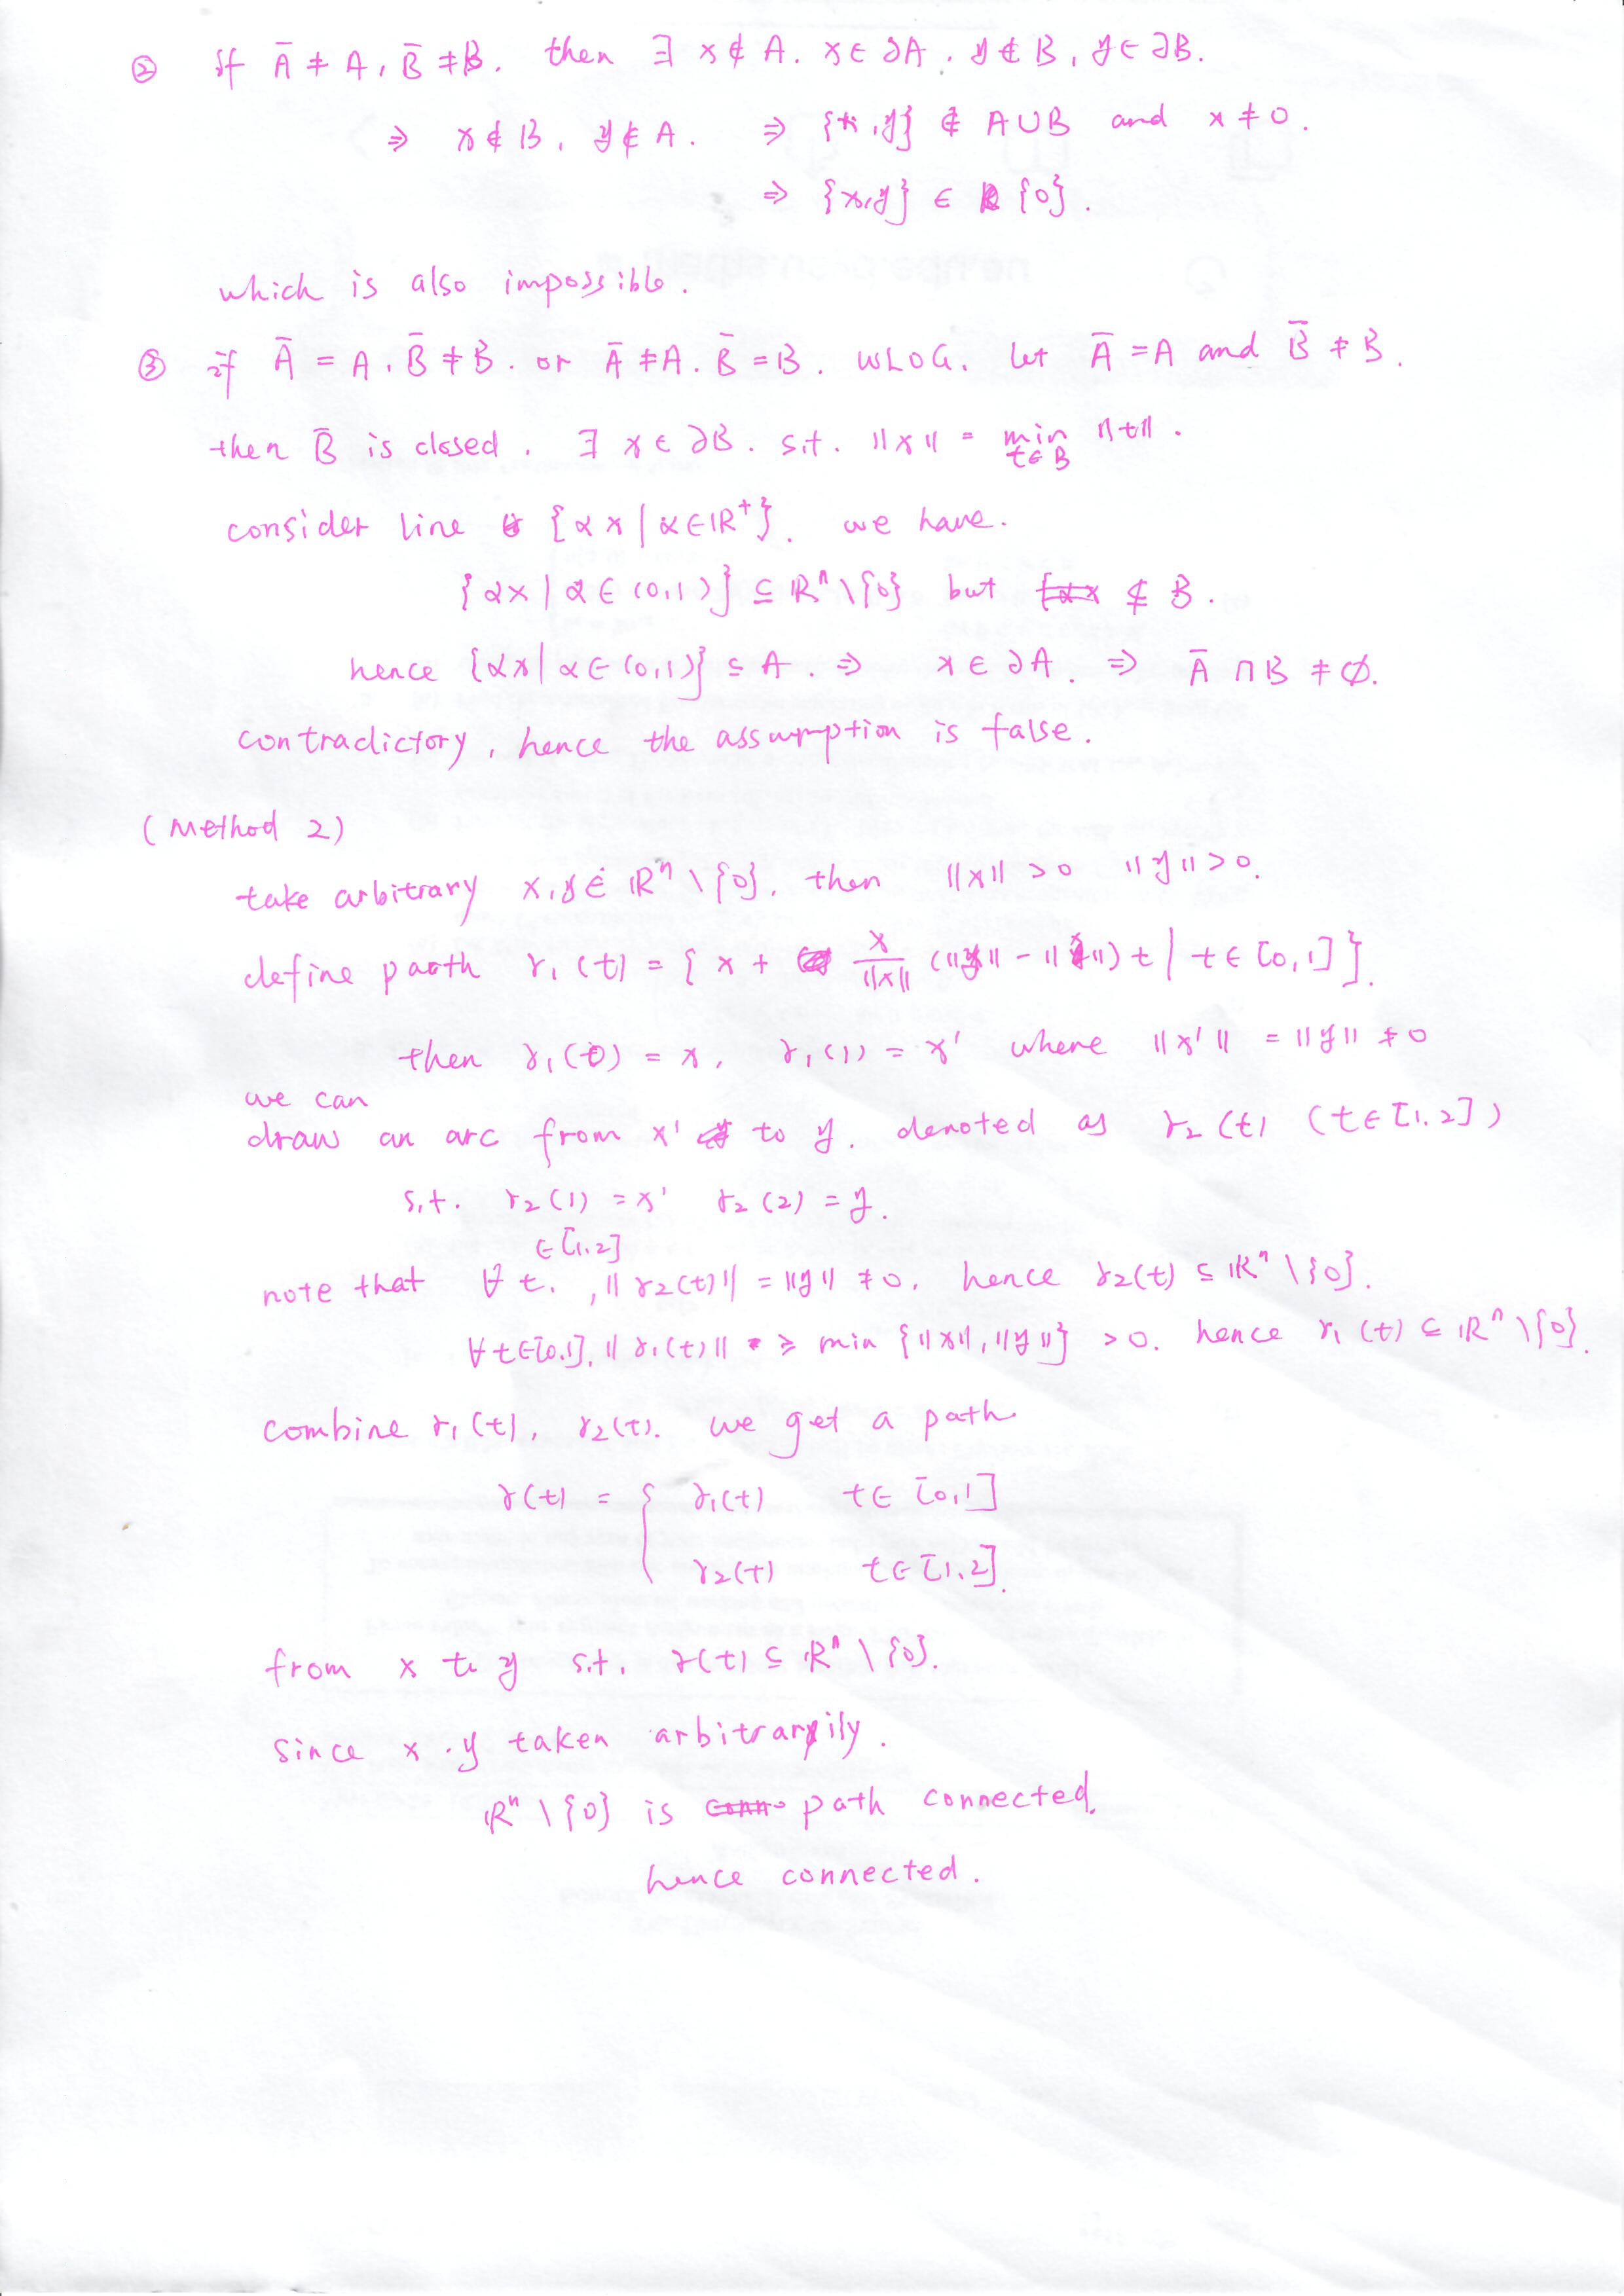 ② If Ā ≠ A, B̄ ≠ B. then ∃ x ∉ A. x ∈ ∂A, y ∉ B, y ∈ ∂B.
⇒ x ∉ B, y ∉ A. ⇒ {x,y} ∉ A∪B and x ≠ 0.
⇒ {x,y} ∈ {0}.
which is also impossible.
③ if Ā = A, B̄ ≠ B. or Ā ≠ A. B̄ = B. WLOG, let Ā = A and B̄ ≠ B.
then B̄ is closed. ∃ x ∈ ∂B. s.t. ||x|| = min_{t∈B} ||t||.
consider line {αx | α ∈ ℝ⁺}. we have.
{αx | α ∈ (0,1)} ⊆ ℝⁿ \ {0} but ⊈ B.
hence {αx | α ∈ (0,1)} ⊆ A. ⇒ x ∈ ∂A. ⇒ Ā ∩ B ≠ ∅.
contradictory, hence the assumption is false.
(Method 2)
take arbitrary x, y ∈ ℝⁿ \ {0}. then ||x|| > 0 ||y|| > 0.
define path γ₁(t) = { x + x/||x|| (||y|| - || ||) t | t ∈ [0,1] }.
then γ₁(0) = x, γ₁(1) = x' where ||x'|| = ||y|| ≠ 0
we can
draw an arc from x' to y. denoted as γ₂(t) (t ∈ [1,2])
s.t. γ₂(1) = x' γ₂(2) = y.
∈ [1,2]
note that ∀ t. , ||γ₂(t)|| = ||y|| ≠ 0. hence γ₂(t) ⊆ ℝⁿ \ {0}.
∀ t∈[0,1], ||γ₁(t)|| ≥ min {||x||, ||y||} > 0. hence γ₁(t) ⊆ ℝⁿ \ {0}.
combine γ₁(t), γ₂(t). we get a path
γ(t) = { γ₁(t) t ∈ [0,1]
γ₂(t) t ∈ [1,2].
from x to y s.t. γ(t) ⊆ ℝⁿ \ {0}.
since x, y taken arbitrarily.
ℝⁿ \ {0} is path connected.
hence connected.